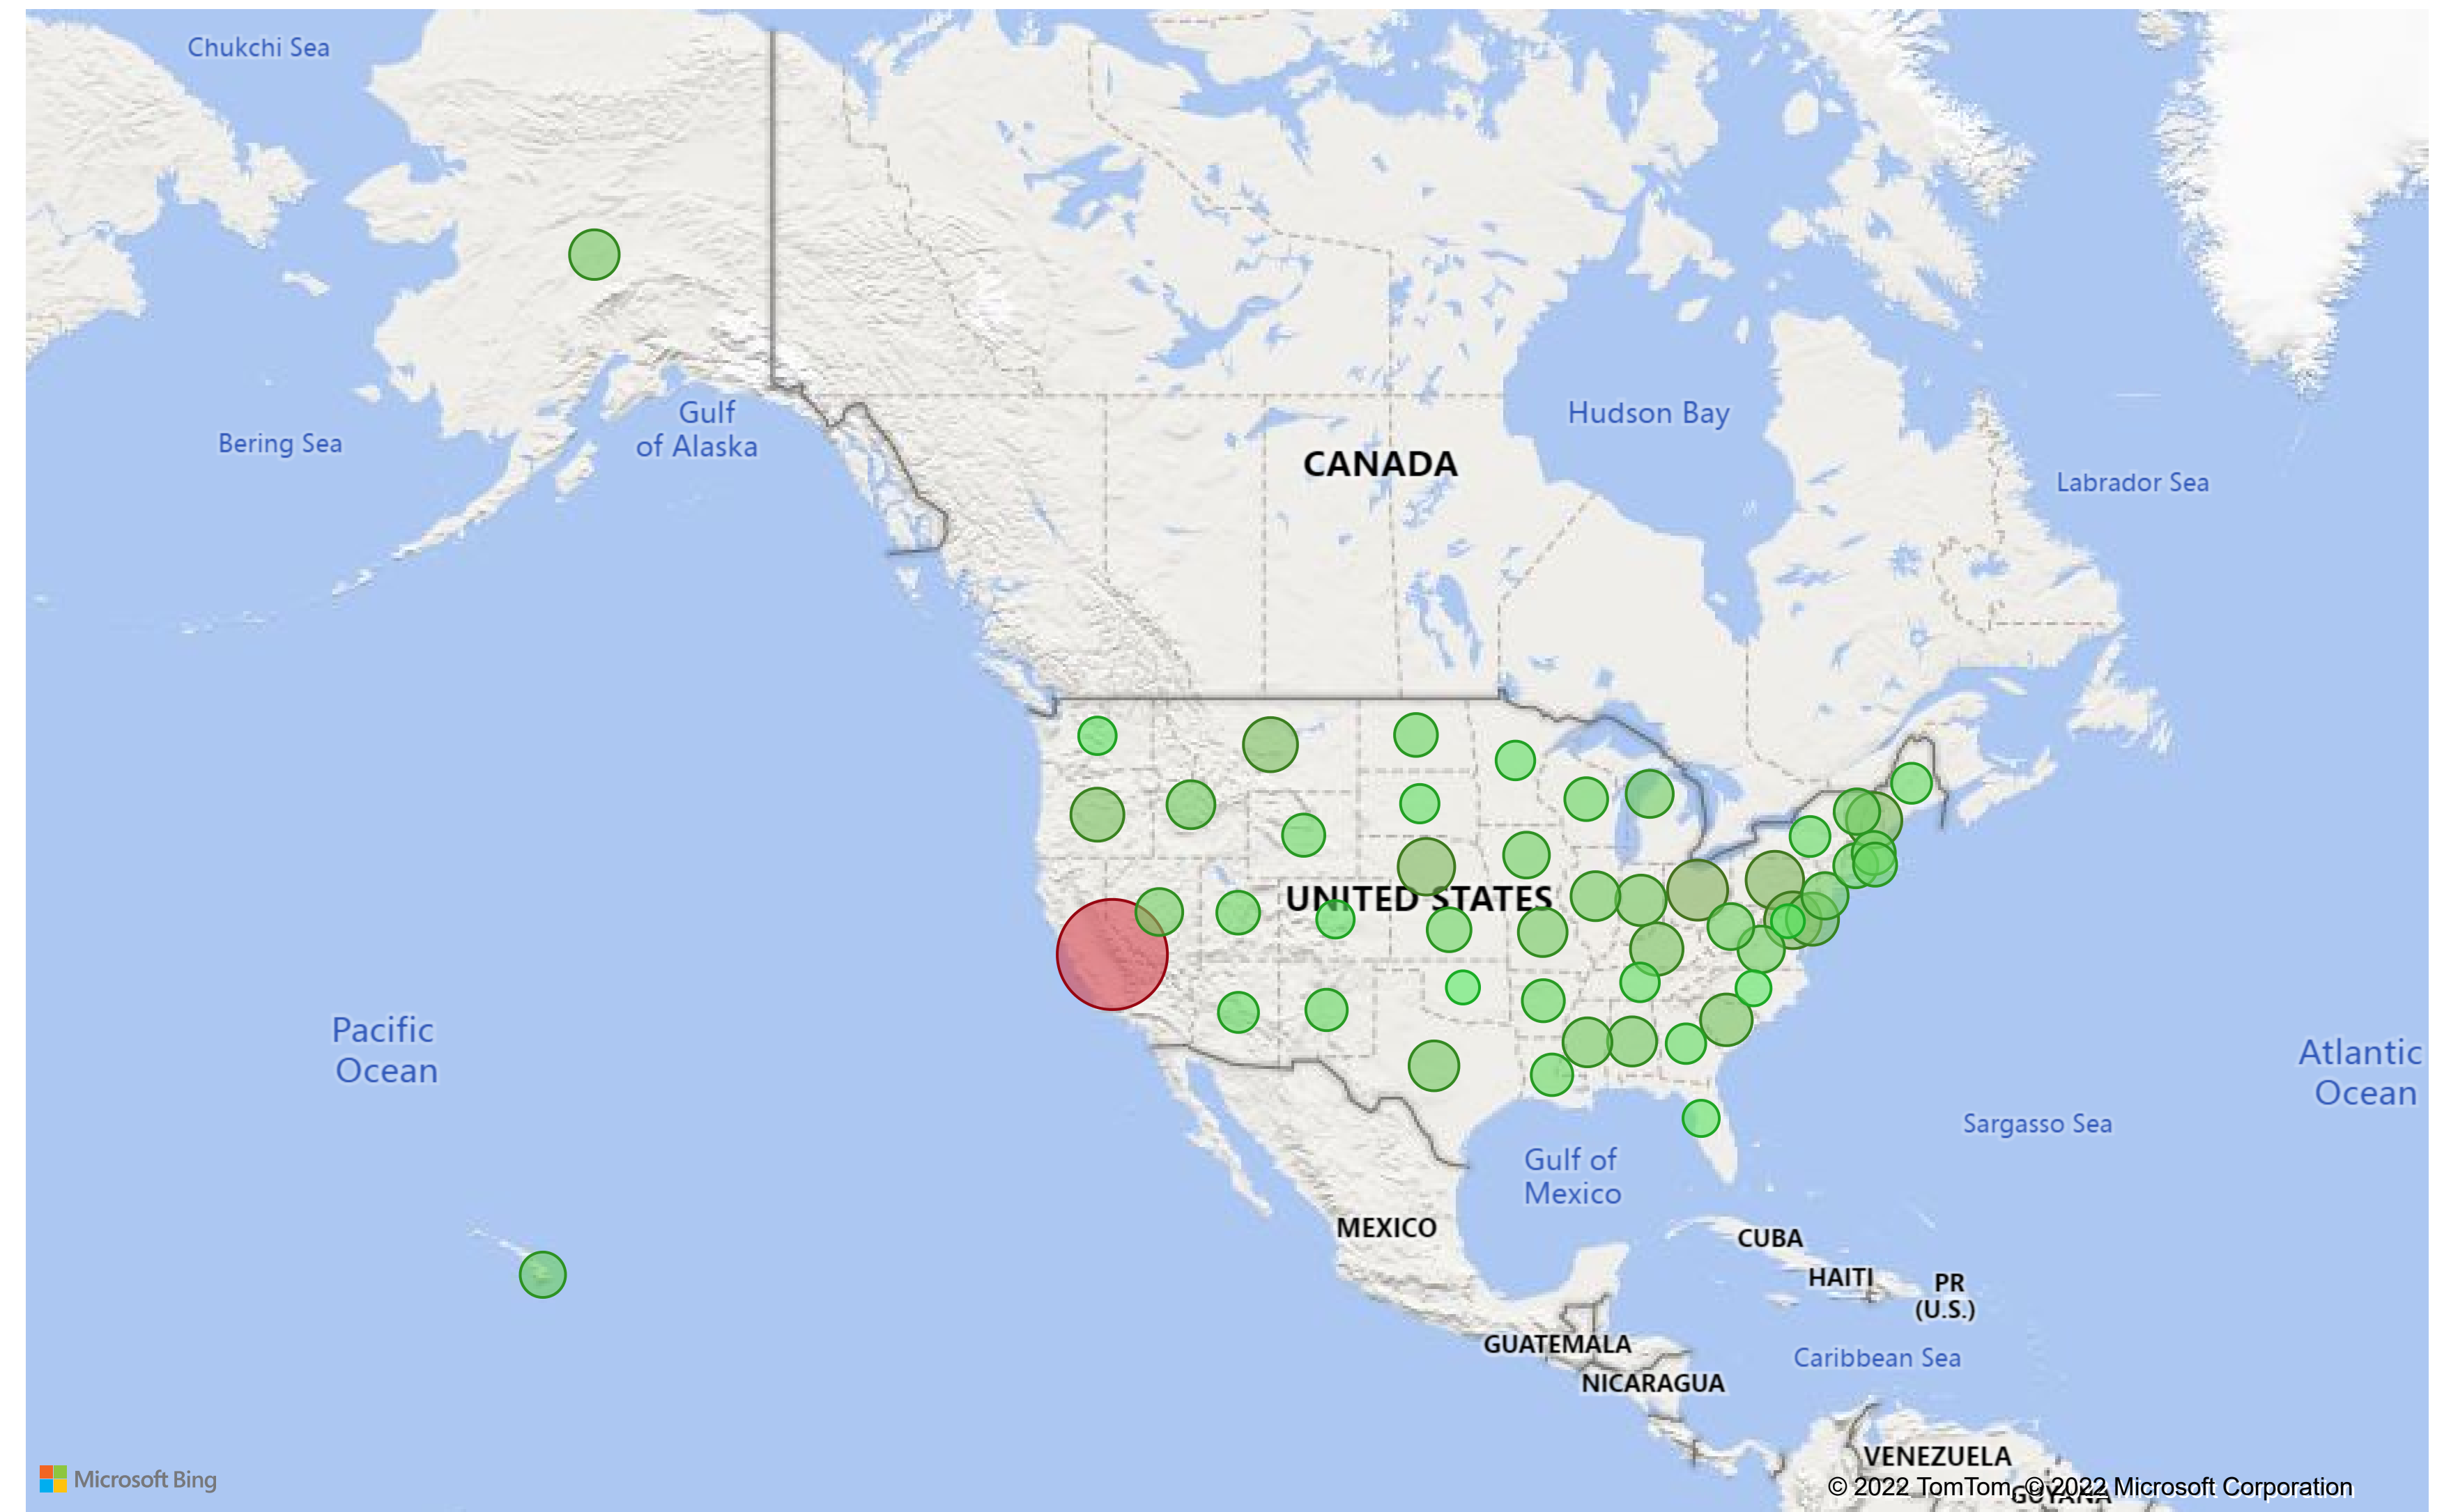 Chukchi Sea
Gulf
of Alaska
Bering Sea
Hudson Bay
CANADA
Labrador Sea
UNITED STATES
Pacific
Ocean
Atlantic
Ocean
Sargasso Sea
Gulf of
Mexico
MEXICO
CUBA
HAITI
PR
(U.S.)
GUATEMALA
Caribbean Sea
NICARAGUA
VENEZUELA
Microsoft Bing
© 2022 TomTom, © 2022 Microsoft Corporation
GUYANA